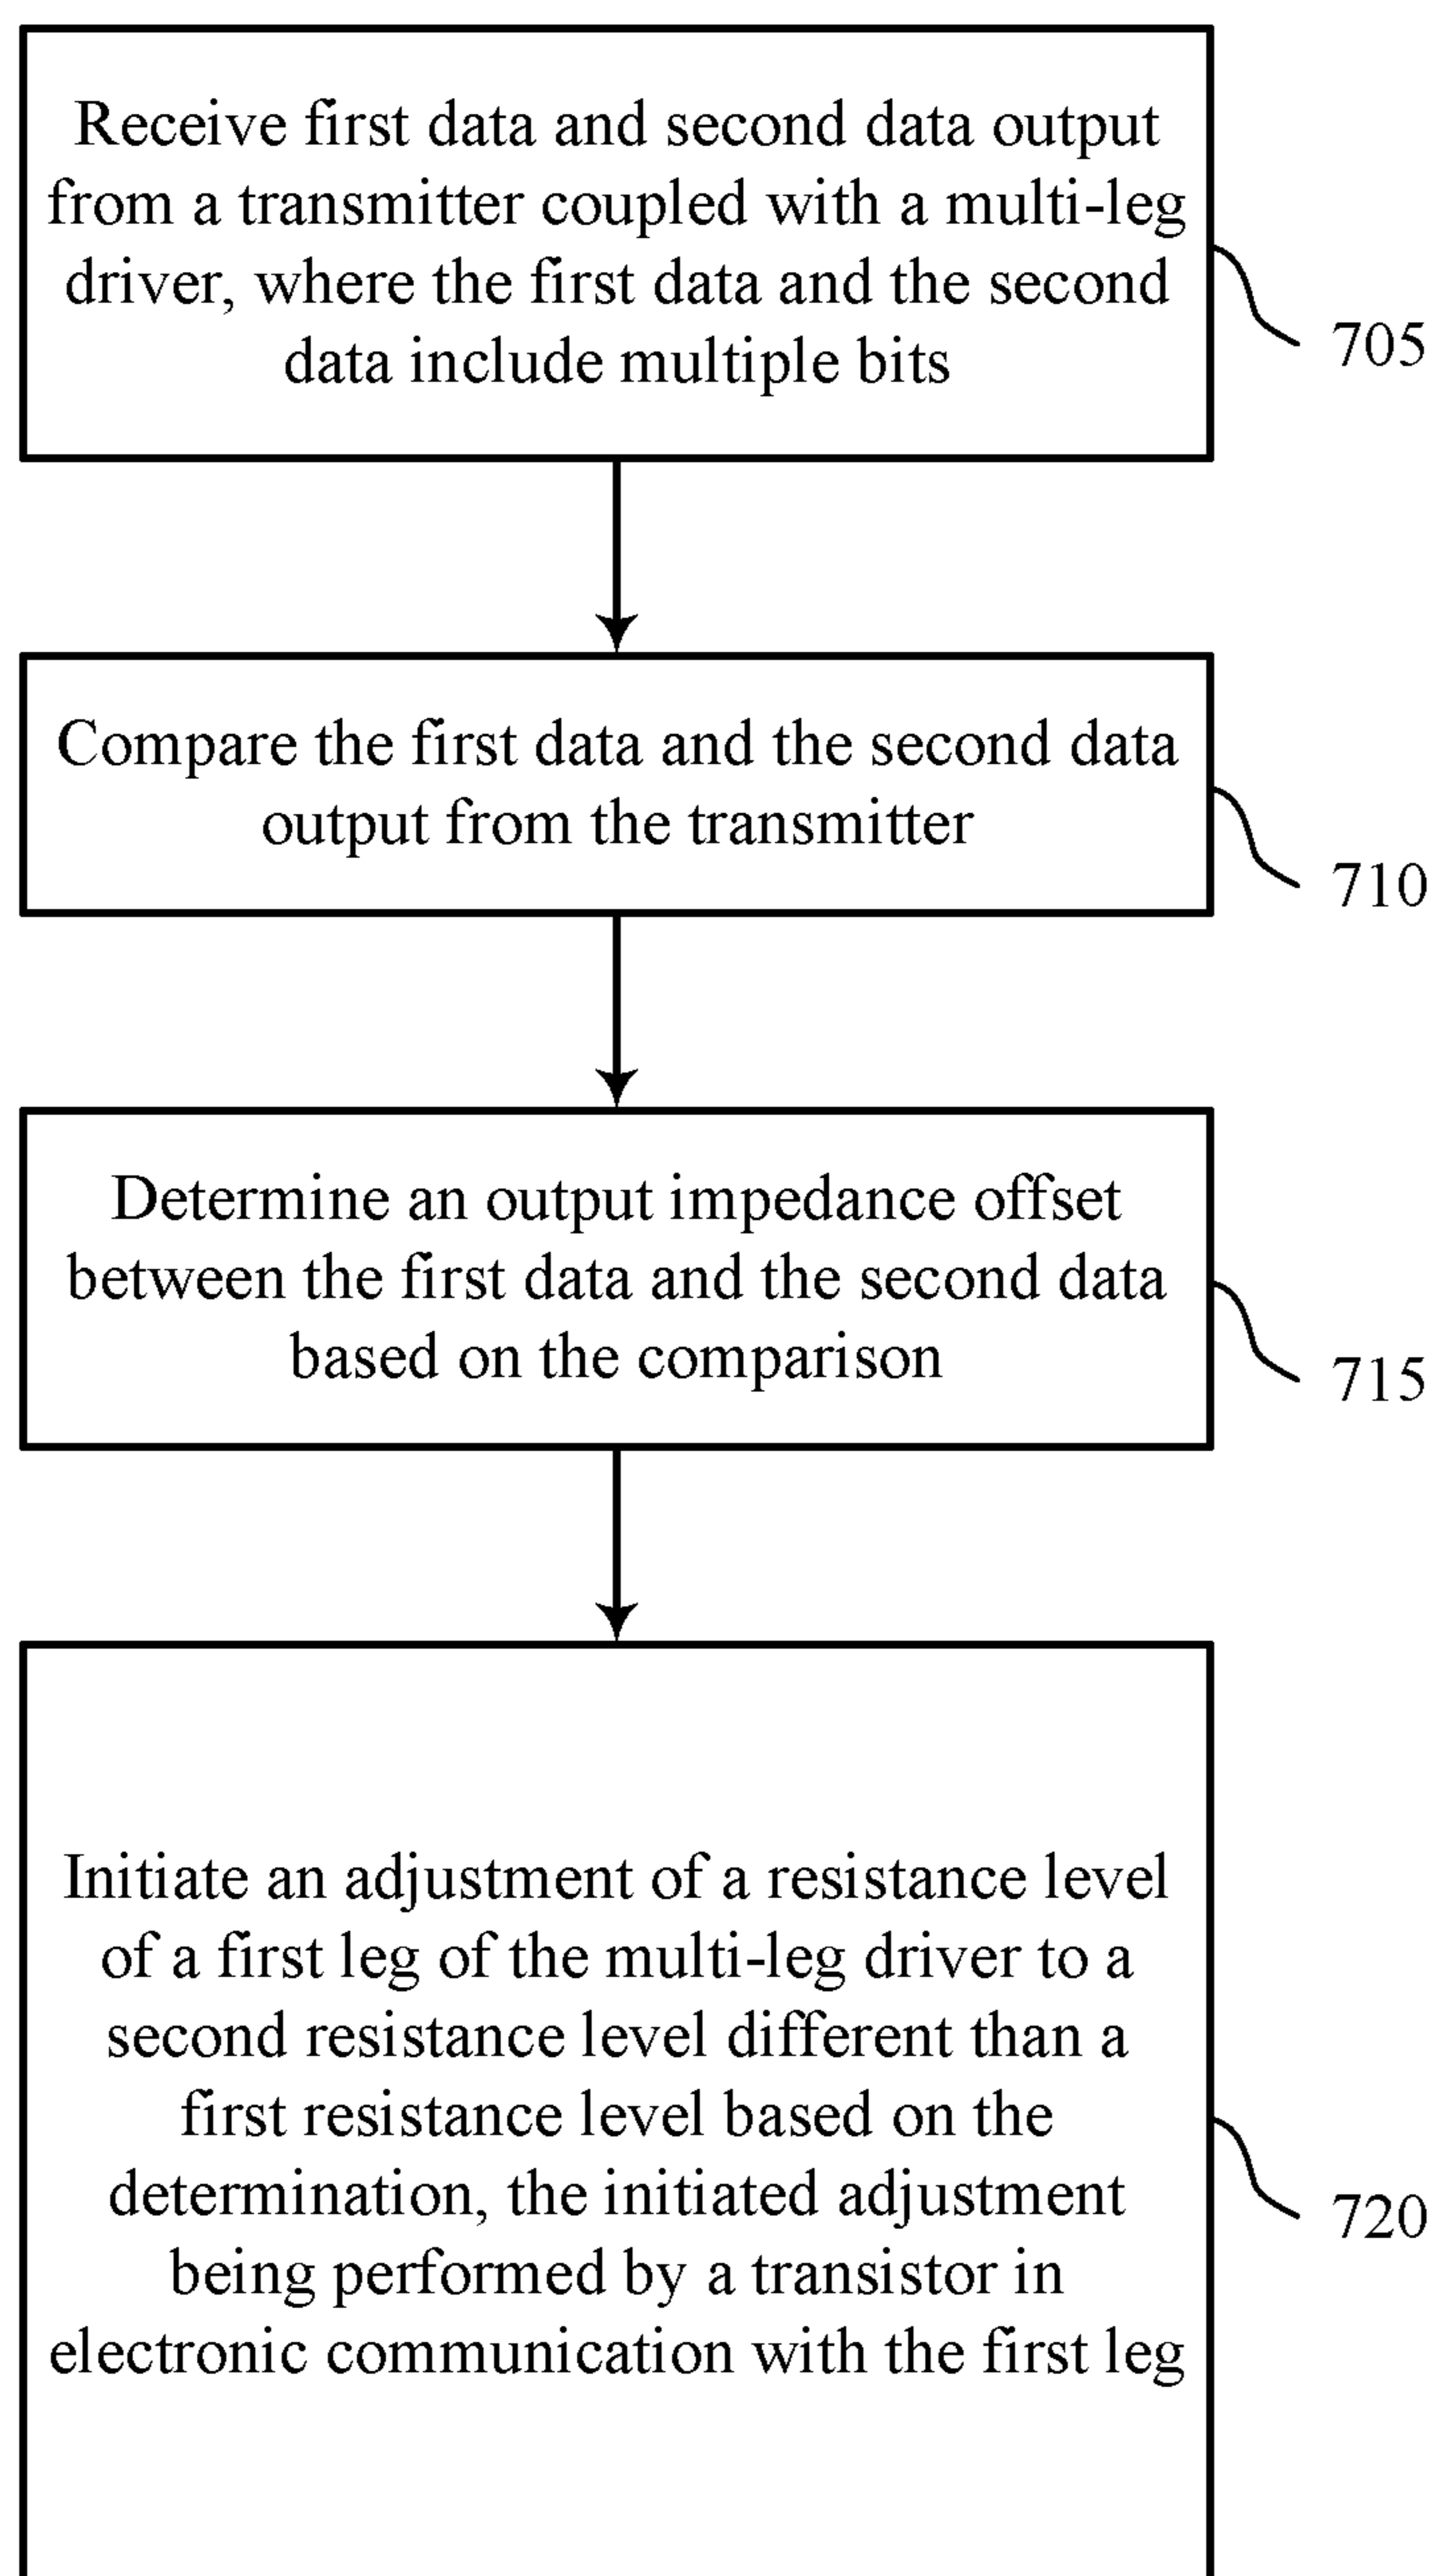 Receive first data and second data output
from a transmitter coupled with a multi-leg
driver, where the first data and the second
data include multiple bits
705
Compare the first data and the second data
output from the transmitter
710
Determine an output impedance offset
between the first data and the second data
based on the comparison
715
Initiate an adjustment of a resistance level
of a first leg of the multi-leg driver to a
second resistance level different than a
first resistance level based on the
determination, the initiated adjustment
being performed by a transistor in
electronic communication with the first leg
720